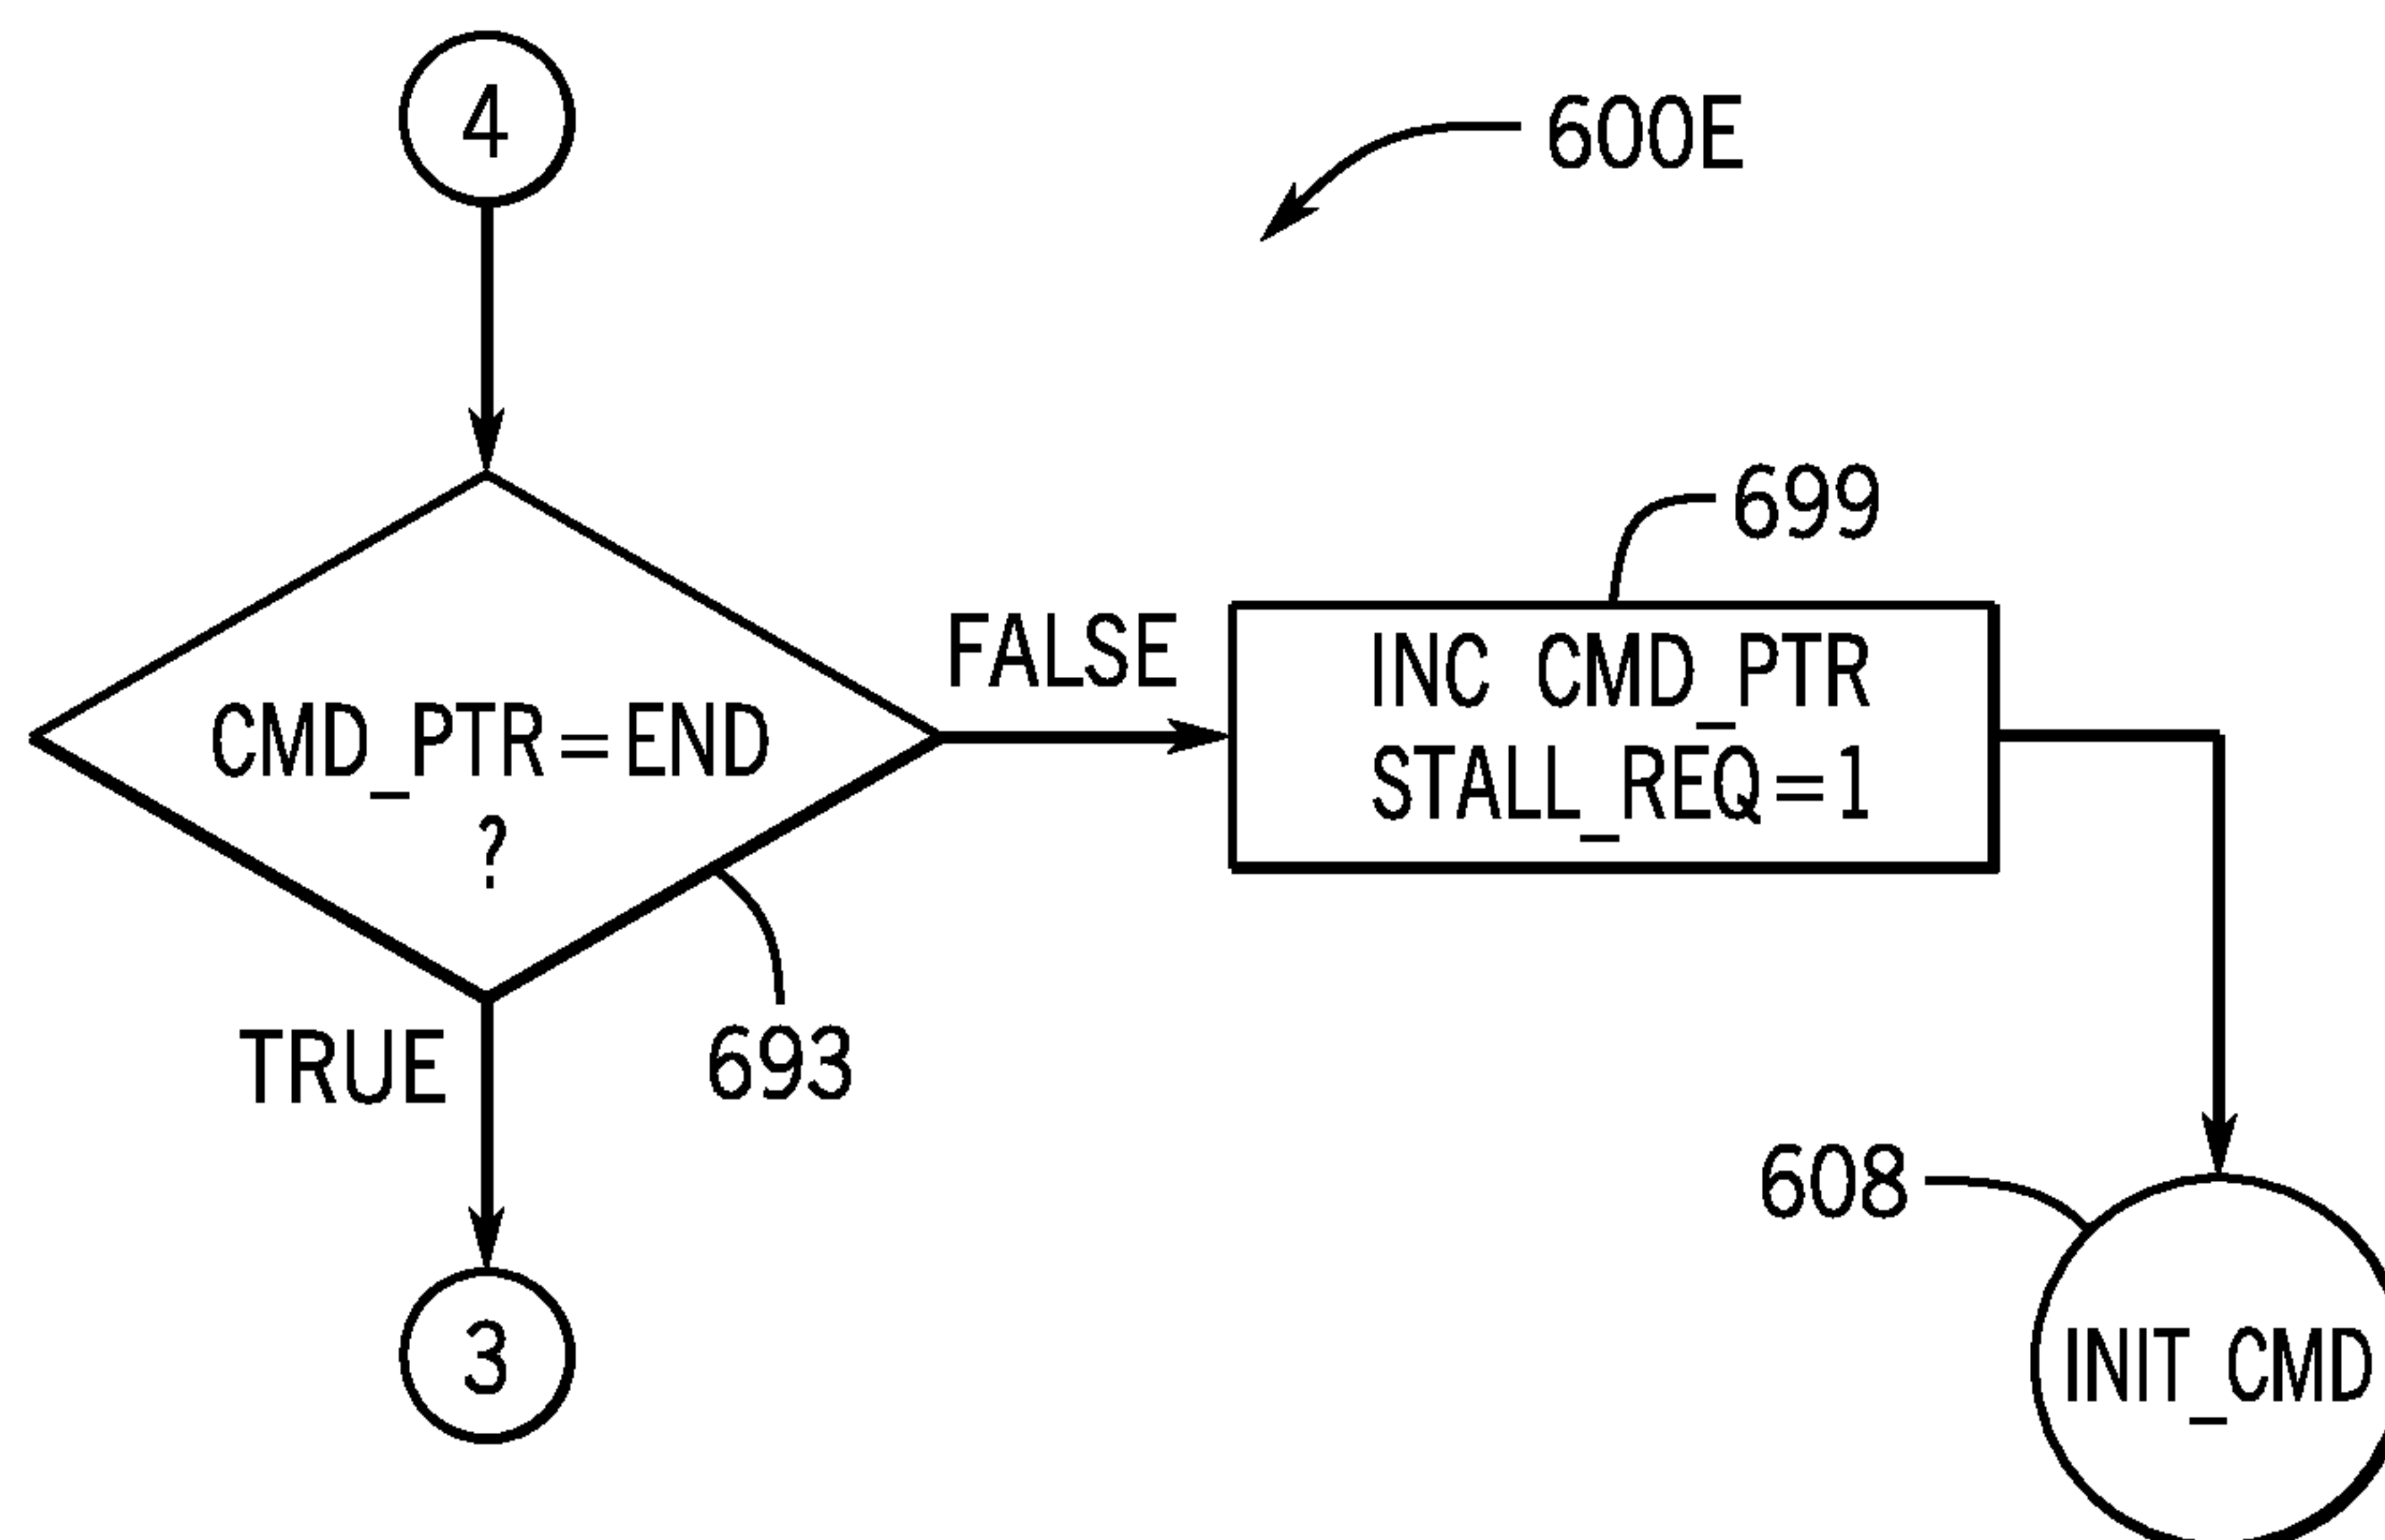 4
600E
699
FALSE
INC CMD_PTR
STALL_REQ=1
CMD_PTR=END
?
TRUE
693
608
3
INIT_CMD